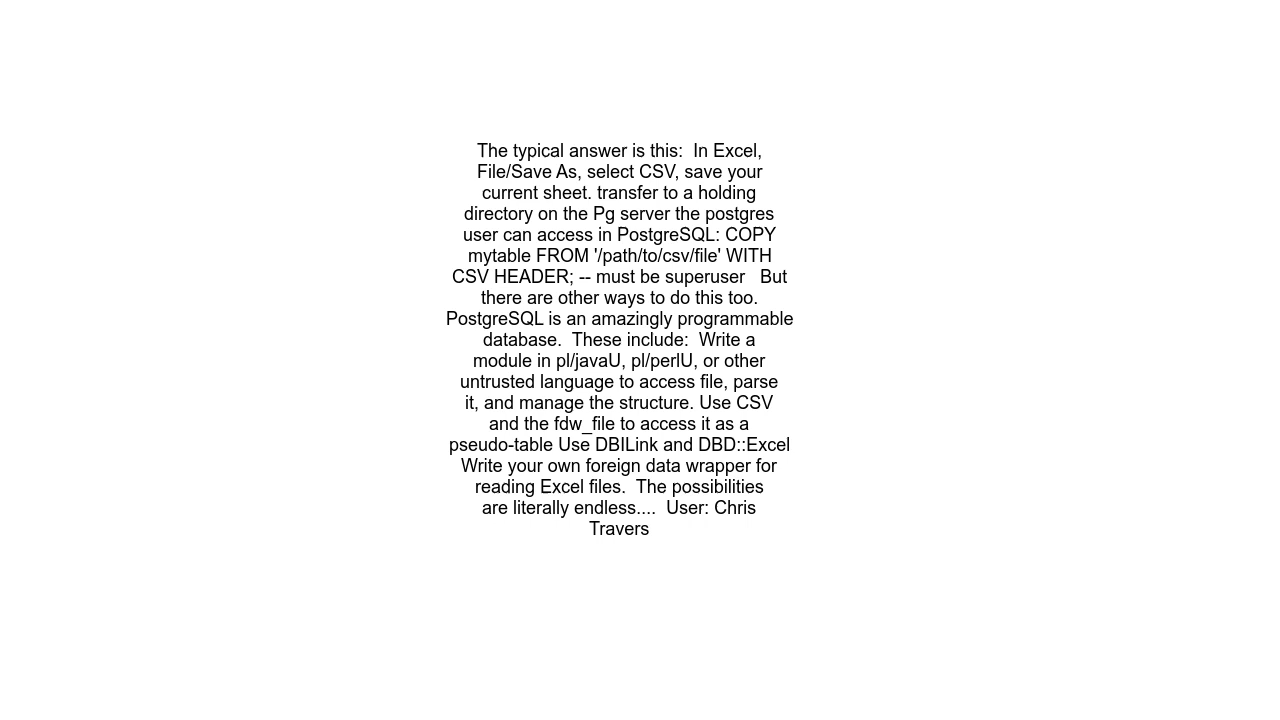 The typical answer is this:  In Excel,
File/Save As, select CSV, save your
current sheet. transfer to a holding
directory on the Pg server the postgres
user can access in PostgreSQL: COPY
mytable FROM '/path/to/csv/file' WITH
CSV HEADER; -- must be superuser   But
there are other ways to do this too.
PostgreSQL is an amazingly programmable
database.  These include:  Write a
module in pl/javaU, pl/perlU, or other
untrusted language to access file, parse
it, and manage the structure. Use CSV
and the fdw_file to access it as a
pseudo-table Use DBILink and DBD::Excel
Write your own foreign data wrapper for
reading Excel files.  The possibilities
are literally endless....  User: Chris
Travers